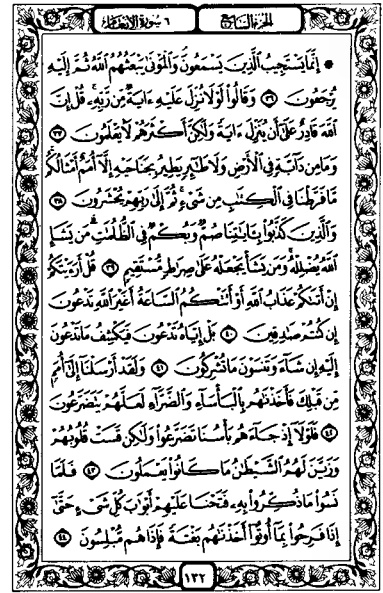 الجزء السابع ٦ سورة الأنعام
۞ إِنَّمَا يَسْتَجِيبُ ٱلَّذِينَ يَسْمَعُونَۘ وَٱلْمَوْتَىٰ يَبْعَثُهُمُ ٱللَّهُ ثُمَّ إِلَيْهِ
يُرْجَعُونَ ٣٦ وَقَالُوا۟ لَوْلَا نُزِّلَ عَلَيْهِ ءَايَةٌ مِّن رَّبِّهِۦۚ قُلْ إِنَّ
ٱللَّهَ قَادِرٌ عَلَىٰٓ أَن يُنَزِّلَ ءَايَةً وَلَٰكِنَّ أَكْثَرَهُمْ لَا يَعْلَمُونَ ٣٧
وَمَا مِن دَآبَّةٍ فِى ٱلْأَرْضِ وَلَا طَٰٓئِرٍ يَطِيرُ بِجَنَاحَيْهِ إِلَّآ أُمَمٌ أَمْثَالُكُمۚ
مَّا فَرَّطْنَا فِى ٱلْكِتَٰبِ مِن شَىْءٍۚ ثُمَّ إِلَىٰ رَبِّهِمْ يُحْشَرُونَ ٣٨
وَٱلَّذِينَ كَذَّبُوا۟ بِـَٔايَٰتِنَا صُمٌّ وَبُكْمٌ فِى ٱلظُّلُمَٰتِۗ مَن يَشَإِ
ٱللَّهُ يُضْلِلْهُ وَمَن يَشَأْ يَجْعَلْهُ عَلَىٰ صِرَٰطٍ مُّسْتَقِيمٍ ٣٩ قُلْ أَرَءَيْتَكُمْ
إِنْ أَتَىٰكُمْ عَذَابُ ٱللَّهِ أَوْ أَتَتْكُمُ ٱلسَّاعَةُ أَغَيْرَ ٱللَّهِ تَدْعُونَ
إِن كُنتُمْ صَٰدِقِينَ ٤٠ بَلْ إِيَّاهُ تَدْعُونَ فَيَكْشِفُ مَا تَدْعُونَ
إِلَيْهِ إِن شَآءَ وَتَنسَوْنَ مَا تُشْرِكُونَ ٤١ وَلَقَدْ أَرْسَلْنَآ إِلَىٰٓ أُمَمٍ
مِّن قَبْلِكَ فَأَخَذْنَٰهُم بِٱلْبَأْسَآءِ وَٱلضَّرَّآءِ لَعَلَّهُمْ يَتَضَرَّعُونَ
٤٢ فَلَوْلَآ إِذْ جَآءَهُم بَأْسُنَا تَضَرَّعُوا۟ وَلَٰكِن قَسَتْ قُلُوبُهُمْ
وَزَيَّنَ لَهُمُ ٱلشَّيْطَٰنُ مَا كَانُوا۟ يَعْمَلُونَ ٤٣ فَلَمَّا
نَسُوا۟ مَا ذُكِّرُوا۟ بِهِۦ فَتَحْنَا عَلَيْهِمْ أَبْوَٰبَ كُلِّ شَىْءٍ حَتَّىٰٓ
إِذَا فَرِحُوا۟ بِمَآ أُوتُوٓا۟ أَخَذْنَٰهُم بَغْتَةً فَإِذَا هُم مُّبْلِسُونَ ٤٤
١٣٢